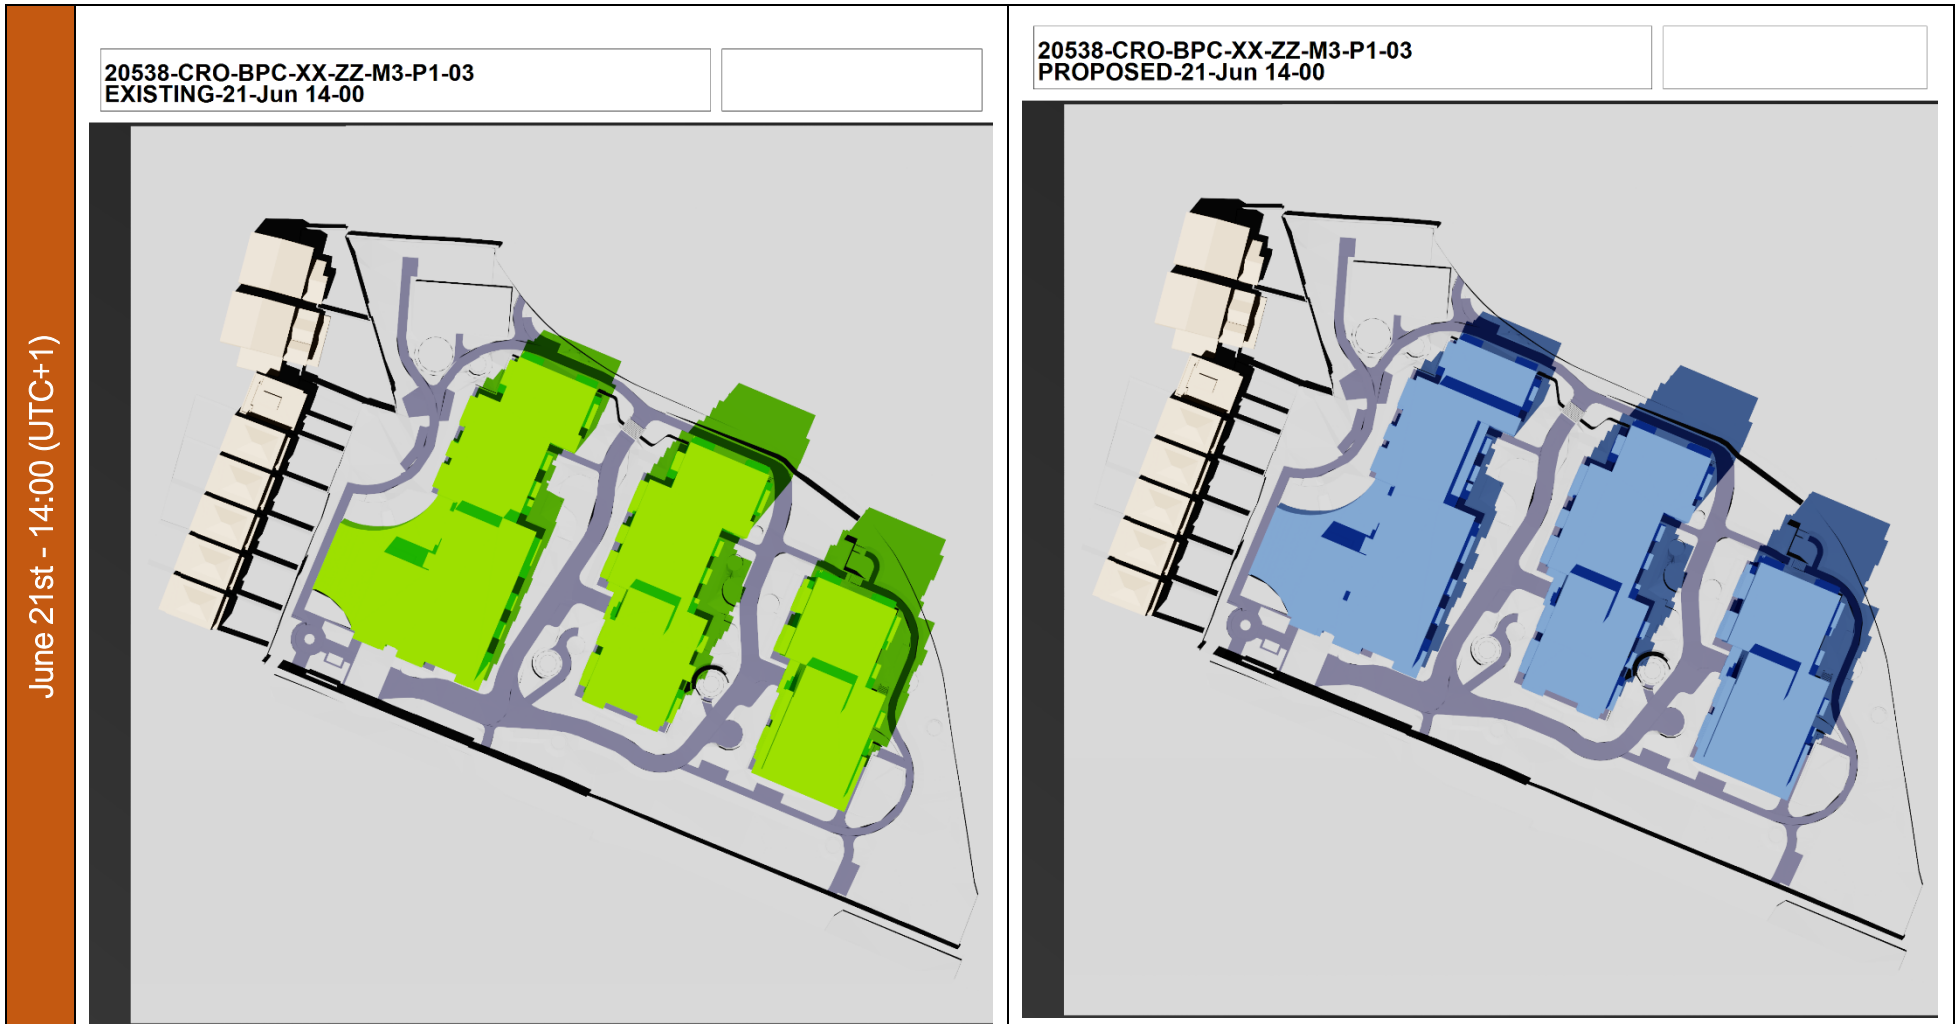 June 21st - 14:00 (UTC+1)
20538-CRO-BPC-XX-ZZ-M3-P1-03
EXISTING-21-Jun 14-00
20538-CRO-BPC-XX-ZZ-M3-P1-03
PROPOSED-21-Jun 14-00